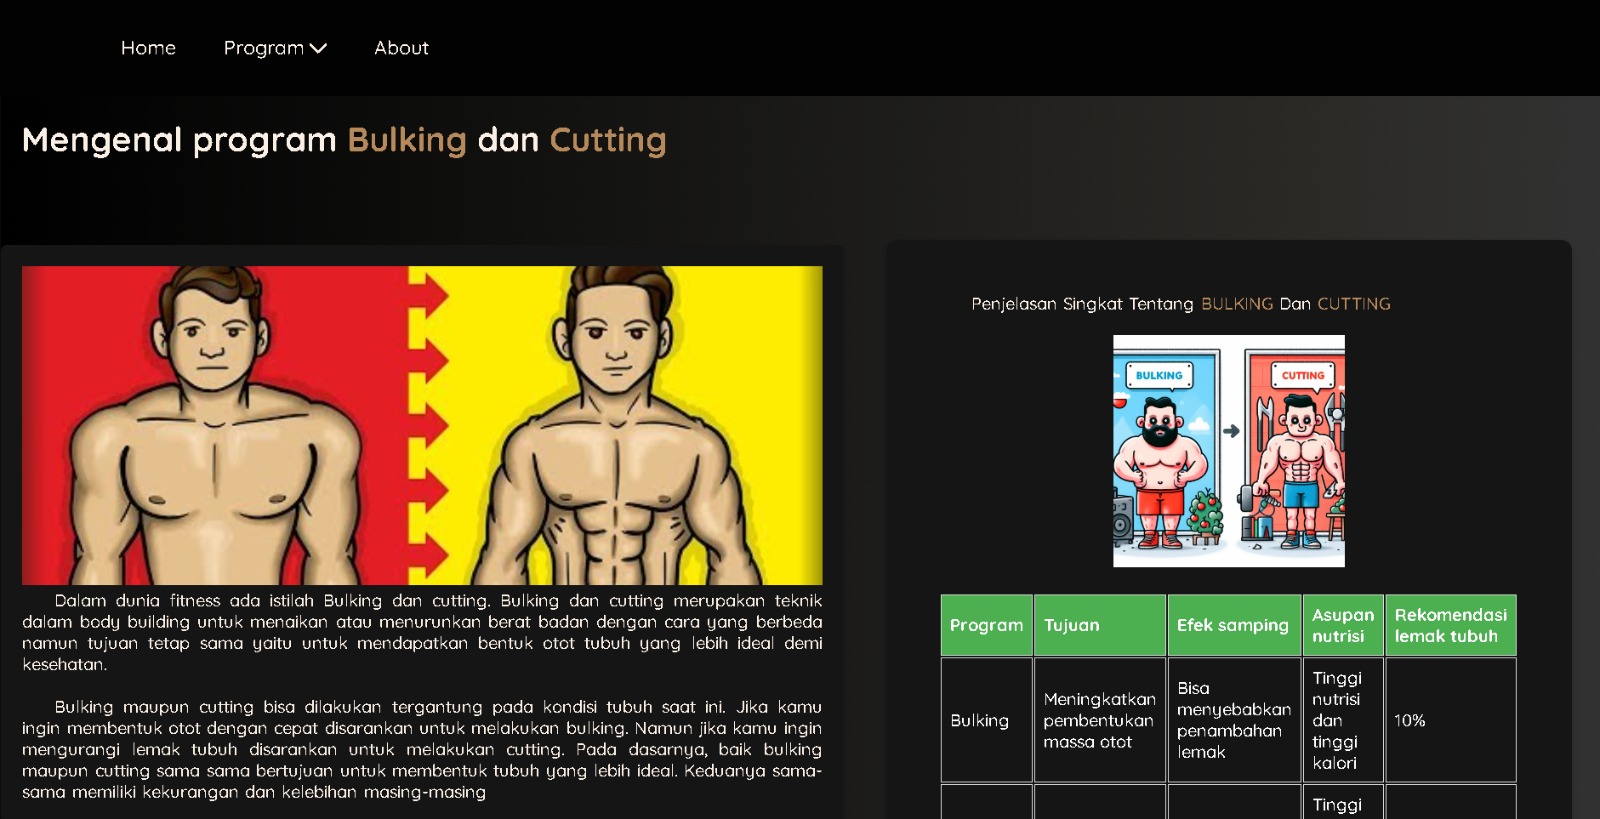 Home Program About
Mengenal program Bulking dan Cutting
Dalam dunia fitness ada istilah Bulking dan cutting. Bulking dan cutting merupakan teknik
dalam body building untuk menaikan atau menurunkan berat badan dengan cara yang berbeda
namun tujuan tetap sama yaitu untuk mendapatkan bentuk otot tubuh yang lebih ideal demi
kesehatan.
Bulking maupun cutting bisa dilakukan tergantung pada kondisi tubuh saat ini. Jika kamu
ingin membentuk otot dengan cepat disarankan untuk melakukan bulking. Namun jika kamu ingin
mengurangi lemak tubuh disarankan untuk melakukan cutting. Pada dasarnya, baik bulking
maupun cutting sama sama bertujuan untuk membentuk tubuh yang lebih ideal. Keduanya sama-
sama memiliki kekurangan dan kelebihan masing-masing
Penjelasan Singkat Tentang BULKING Dan CUTTING
BULKING
CUTTING
Program
Tujuan
Efek samping
Asupan
nutrisi
Rekomendasi
lemak tubuh
Bulking
Meningkatkan
pembentukan
massa otot
Bisa
menyebabkan
penambahan
lemak
Tinggi
nutrisi
dan
tinggi
kalori
10%
Tinggi